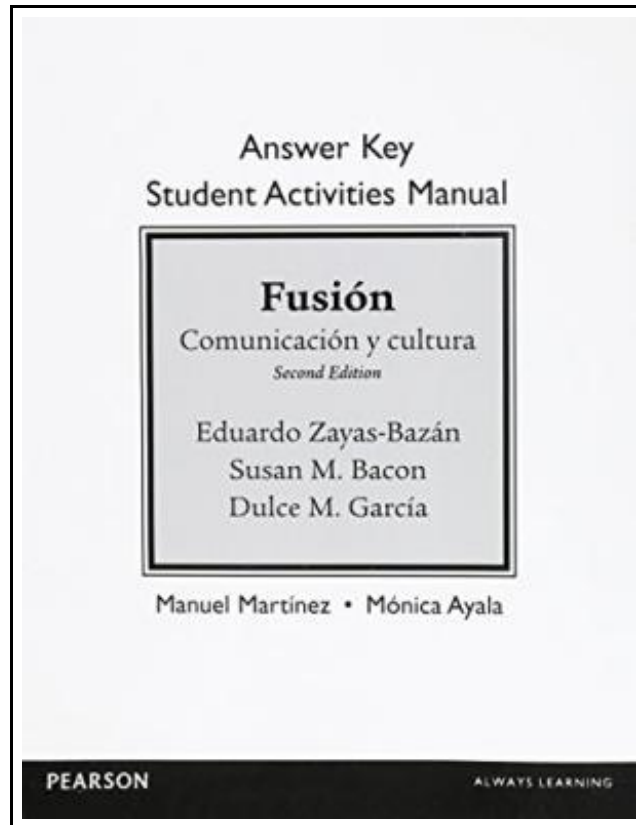 Answer Key
Student Activities Manual
Fusión
Comunicación y cultura
Second Edition
Eduardo Zayas-Bazán
Susan M. Bacon
Dulce M. García
Manuel Martínez • Mónica Ayala
PEARSON
ALWAYS LEARNING